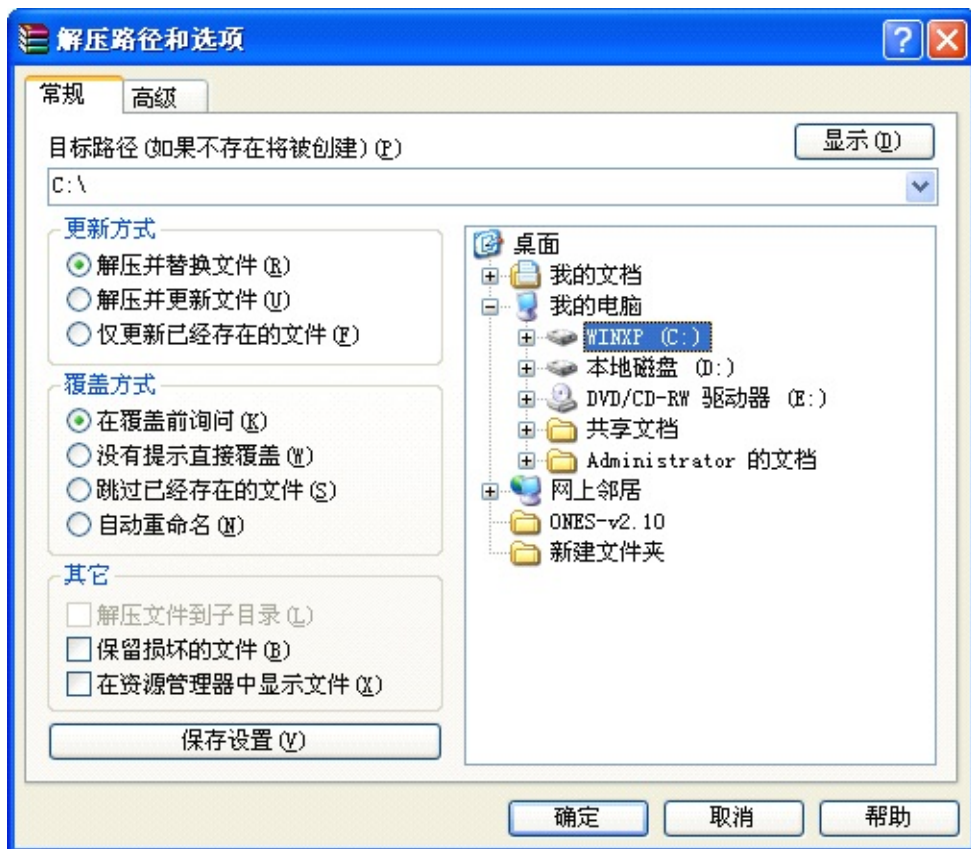 解压路径和选项
常规
高级
目标路径(如果不存在将被创建)(P)
显示(D)
C:\
更新方式
解压并替换文件(R)
解压并更新文件(U)
仅更新已经存在的文件(F)
覆盖方式
在覆盖前询问(K)
没有提示直接覆盖(W)
跳过已经存在的文件(S)
自动重命名(N)
其它
解压文件到子目录(L)
保留损坏的文件(B)
在资源管理器中显示文件(X)
保存设置(V)
桌面
我的文档
我的电脑
WINXP (C:)
本地磁盘 (D:)
DVD/CD-RW 驱动器 (E:)
共享文档
Administrator 的文档
网上邻居
ONES-v2.10
新建文件夹
确定
取消
帮助